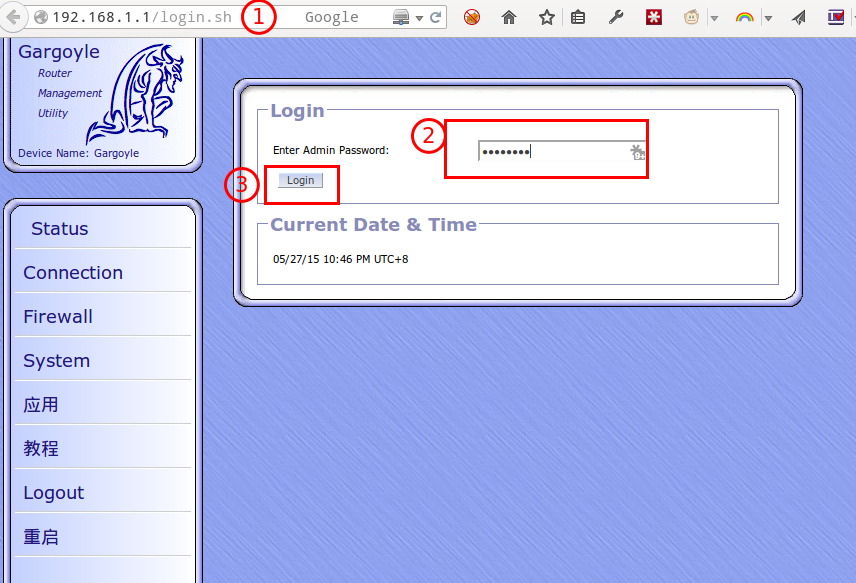 192.168.1.1/login.sh
1
Google
Gargoyle
Router
Management
Utility
Device Name: Gargoyle
Status
Connection
Firewall
System
应用
教程
Logout
重启
Login
Enter Admin Password:
2
••••••••
3
Login
Current Date & Time
05/27/15 10:46 PM UTC+8